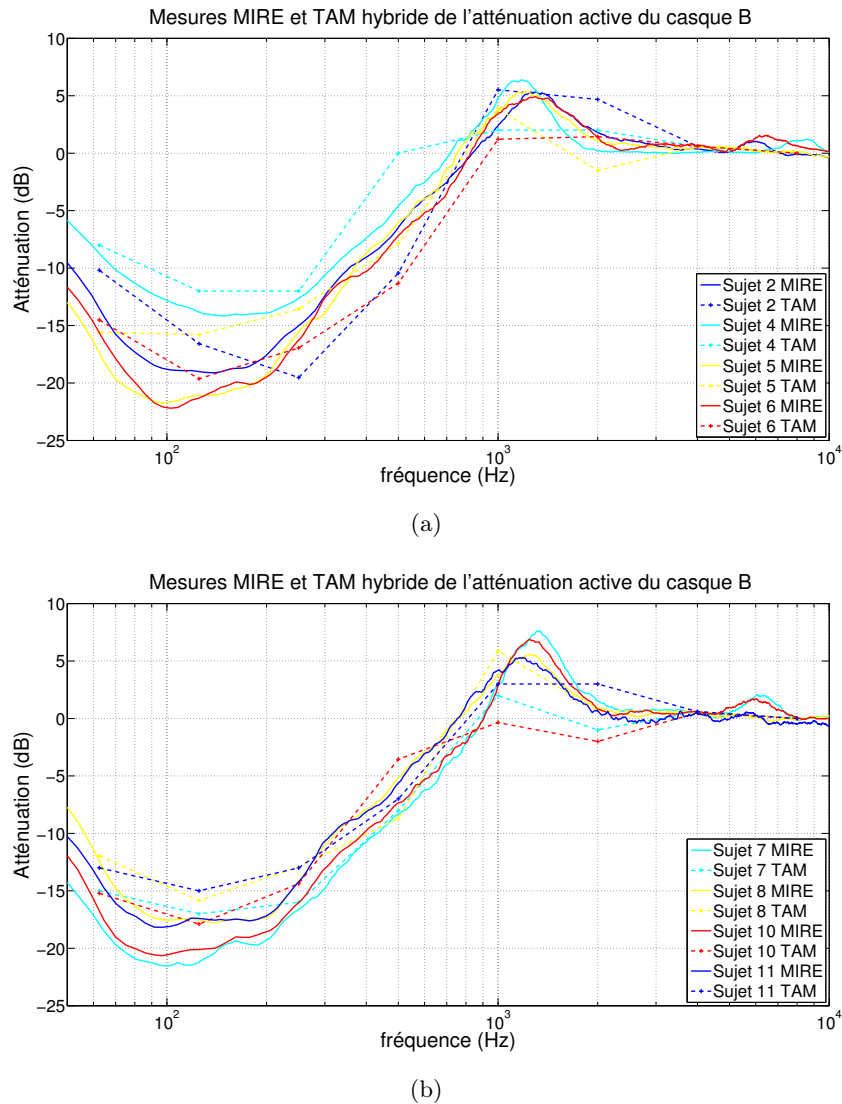 Mesures MIRE et TAM hybride de l'atténuation active du casque B
10
5
0
−5
−10
−15
−20
−25
Atténuation (dB)
Sujet 2 MIRE
Sujet 2 TAM
Sujet 4 MIRE
Sujet 4 TAM
Sujet 5 MIRE
Sujet 5 TAM
Sujet 6 MIRE
Sujet 6 TAM
10² 10³ 10⁴
fréquence (Hz)
(a)
Mesures MIRE et TAM hybride de l'atténuation active du casque B
10
5
0
−5
−10
−15
−20
−25
Atténuation (dB)
Sujet 7 MIRE
Sujet 7 TAM
Sujet 8 MIRE
Sujet 8 TAM
Sujet 10 MIRE
Sujet 10 TAM
Sujet 11 MIRE
Sujet 11 TAM
10² 10³ 10⁴
fréquence (Hz)
(b)